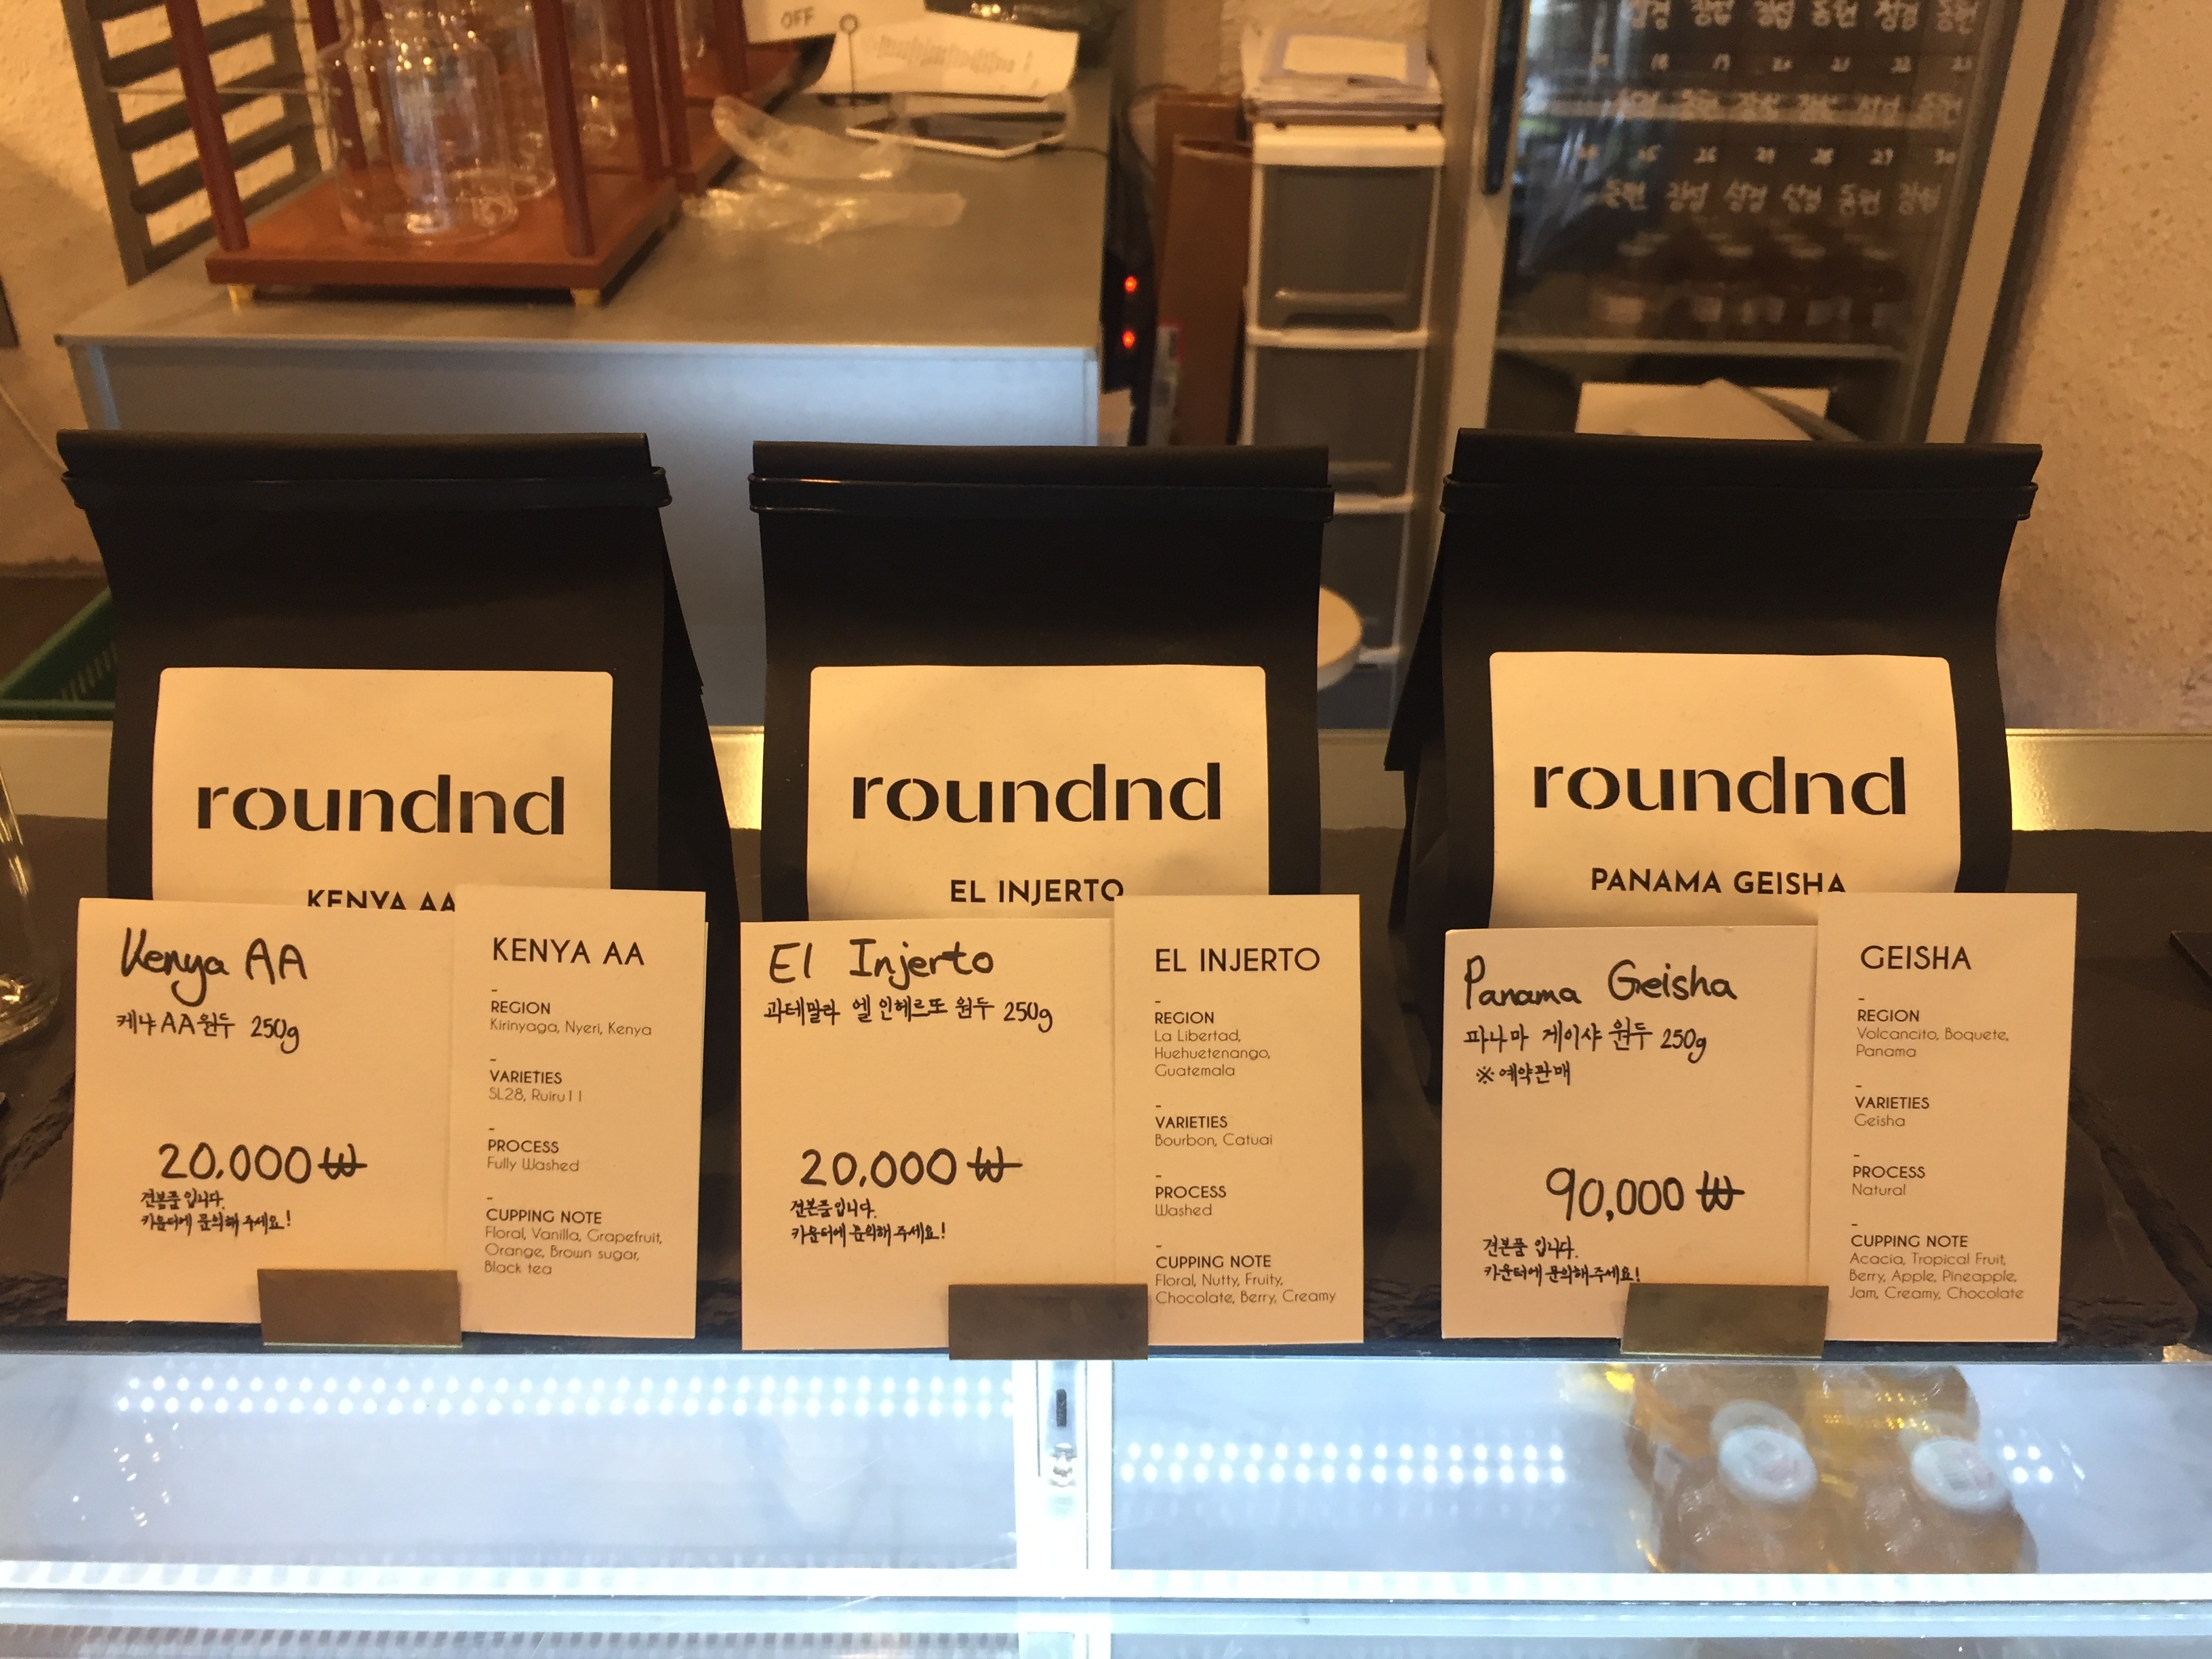 OFF
roundnd
KENYA AA
Kenya AA
케냐 AA 원두 250g
20,000₩
견본품입니다.
카운터에 문의해 주세요!
KENYA AA
-
REGION
Kirinyaga, Nyeri, Kenya
-
VARIETIES
SL28, Ruiru11
-
PROCESS
Fully Washed
-
CUPPING NOTE
Floral, Vanilla, Grapefruit,
Orange, Brown sugar,
Black tea
roundnd
EL INJERTO
El Injerto
과테말라 엘 인헤르또 원두 250g
20,000₩
견본품입니다.
카운터에 문의해 주세요!
EL INJERTO
-
REGION
La Libertad,
Huehuetenango,
Guatemala
-
VARIETIES
Bourbon, Catuai
-
PROCESS
Washed
-
CUPPING NOTE
Floral, Nutty, Fruity,
Chocolate, Berry, Creamy
roundnd
PANAMA GEISHA
Panama Geisha
파나마 게이샤 원두 250g
※예약판매
90,000₩
견본품입니다.
카운터에 문의해주세요!
GEISHA
-
REGION
Volcancito, Boquete,
Panama
-
VARIETIES
Geisha
-
PROCESS
Natural
-
CUPPING NOTE
Acacia, Tropical Fruit,
Berry, Apple, Pineapple,
Jam, Creamy, Chocolate